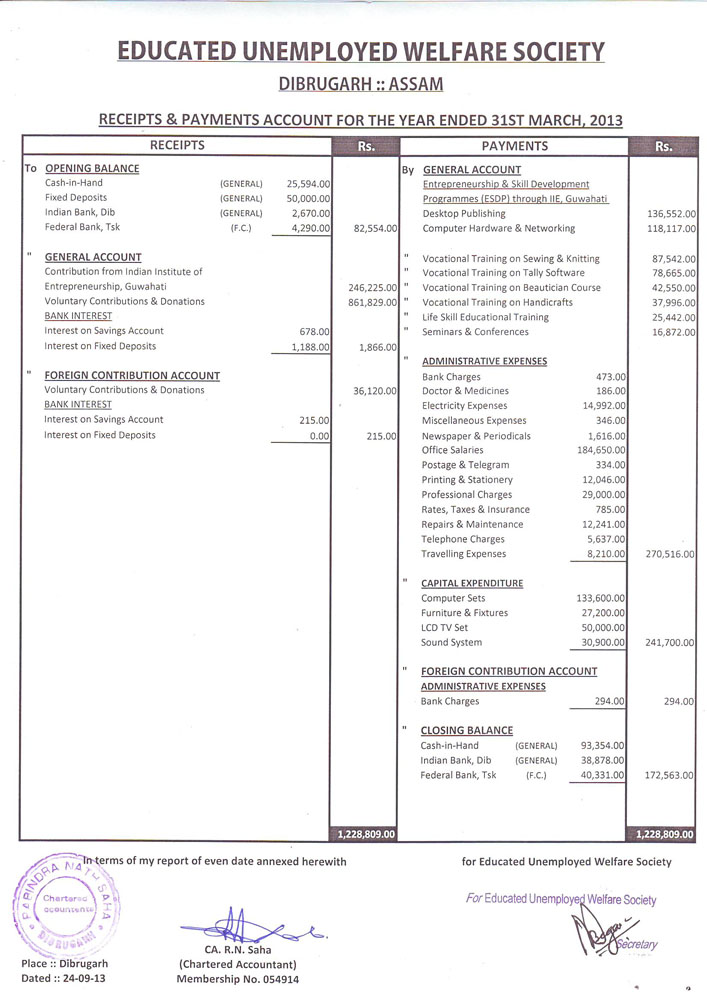 EDUCATED UNEMPLOYED WELFARE SOCIETY
DIBRUGARH :: ASSAM
RECEIPTS & PAYMENTS ACCOUNT FOR THE YEAR ENDED 31ST MARCH, 2013
RECEIPTS Rs.
To OPENING BALANCE
Cash-in-Hand (GENERAL) 25,594.00
Fixed Deposits (GENERAL) 50,000.00
Indian Bank, Dib (GENERAL) 2,670.00
Federal Bank, Tsk (F.C.) 4,290.00 82,554.00
" GENERAL ACCOUNT
Contribution from Indian Institute of
Entrepreneurship, Guwahati 246,225.00
Voluntary Contributions & Donations 861,829.00
BANK INTEREST
Interest on Savings Account 678.00
Interest on Fixed Deposits 1,188.00 1,866.00
" FOREIGN CONTRIBUTION ACCOUNT
Voluntary Contributions & Donations 36,120.00
BANK INTEREST
Interest on Savings Account 215.00
Interest on Fixed Deposits 0.00 215.00
1,228,809.00
PAYMENTS Rs.
By GENERAL ACCOUNT
Entrepreneurship & Skill Development
Programmes (ESDP) through IIE, Guwahati
Desktop Publishing 136,552.00
Computer Hardware & Networking 118,117.00
" Vocational Training on Sewing & Knitting 87,542.00
" Vocational Training on Tally Software 78,665.00
" Vocational Training on Beautician Course 42,550.00
" Vocational Training on Handicrafts 37,996.00
" Life Skill Educational Training 25,442.00
" Seminars & Conferences 16,872.00
" ADMINISTRATIVE EXPENSES
Bank Charges 473.00
Doctor & Medicines 186.00
Electricity Expenses 14,992.00
Miscellaneous Expenses 346.00
Newspaper & Periodicals 1,616.00
Office Salaries 184,650.00
Postage & Telegram 334.00
Printing & Stationery 12,046.00
Professional Charges 29,000.00
Rates, Taxes & Insurance 785.00
Repairs & Maintenance 12,241.00
Telephone Charges 5,637.00
Travelling Expenses 8,210.00 270,516.00
" CAPITAL EXPENDITURE
Computer Sets 133,600.00
Furniture & Fixtures 27,200.00
LCD TV Set 50,000.00
Sound System 30,900.00 241,700.00
" FOREIGN CONTRIBUTION ACCOUNT
ADMINISTRATIVE EXPENSES
Bank Charges 294.00 294.00
" CLOSING BALANCE
Cash-in-Hand (GENERAL) 93,354.00
Indian Bank, Dib (GENERAL) 38,878.00
Federal Bank, Tsk (F.C.) 40,331.00 172,563.00
1,228,809.00
In terms of my report of even date annexed herewith
for Educated Unemployed Welfare Society
RABINDRA NATH SAHA
Chartered
DIBRUGARH
For Educated Unemployed Welfare Society
Secretary
CA. R.N. Saha
(Chartered Accountant)
Membership No. 054914
Place :: Dibrugarh
Dated :: 24-09-13